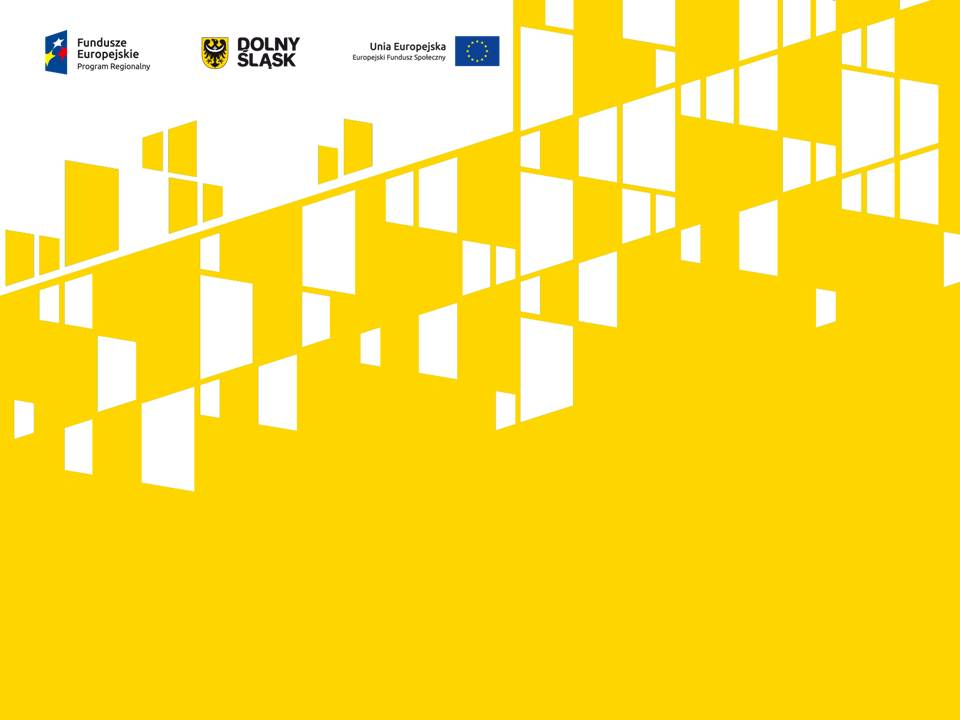 Fundusze
Europejskie
Program Regionalny
DOLNY
ŚLĄSK
Unia Europejska
Europejski Fundusz Społeczny